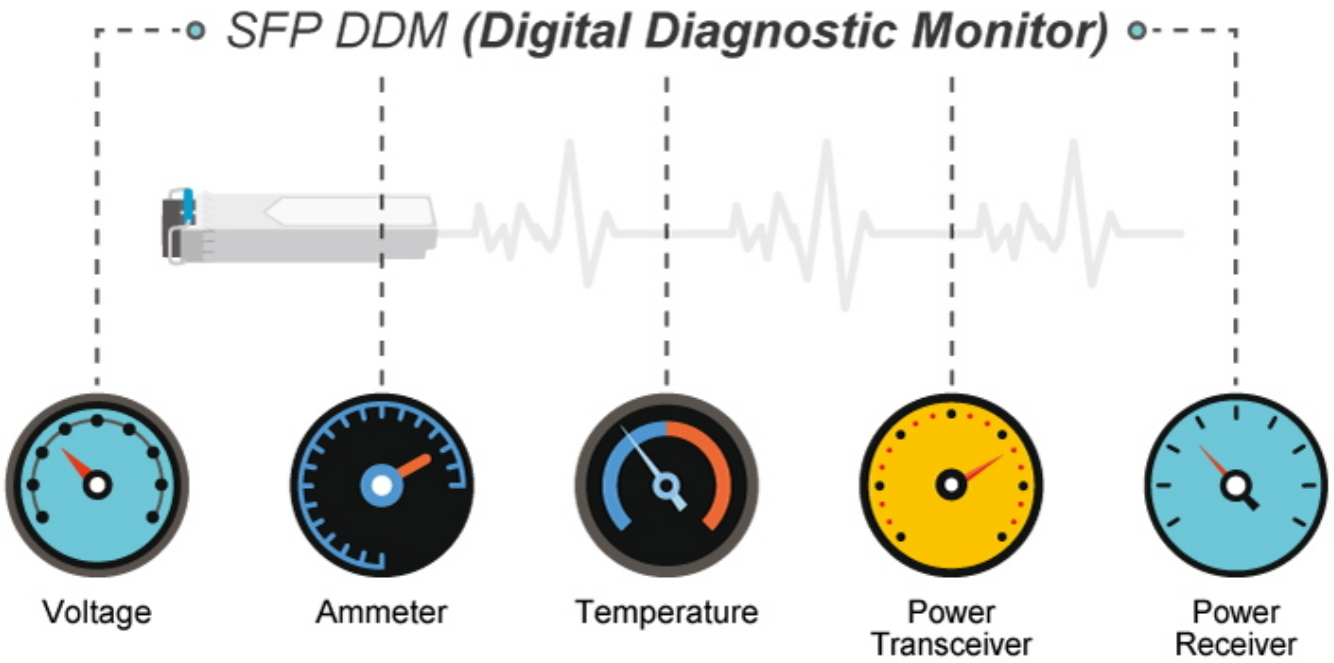 SFP DDM (Digital Diagnostic Monitor)
Voltage
Ammeter
Temperature
Power
Transceiver
Power
Receiver